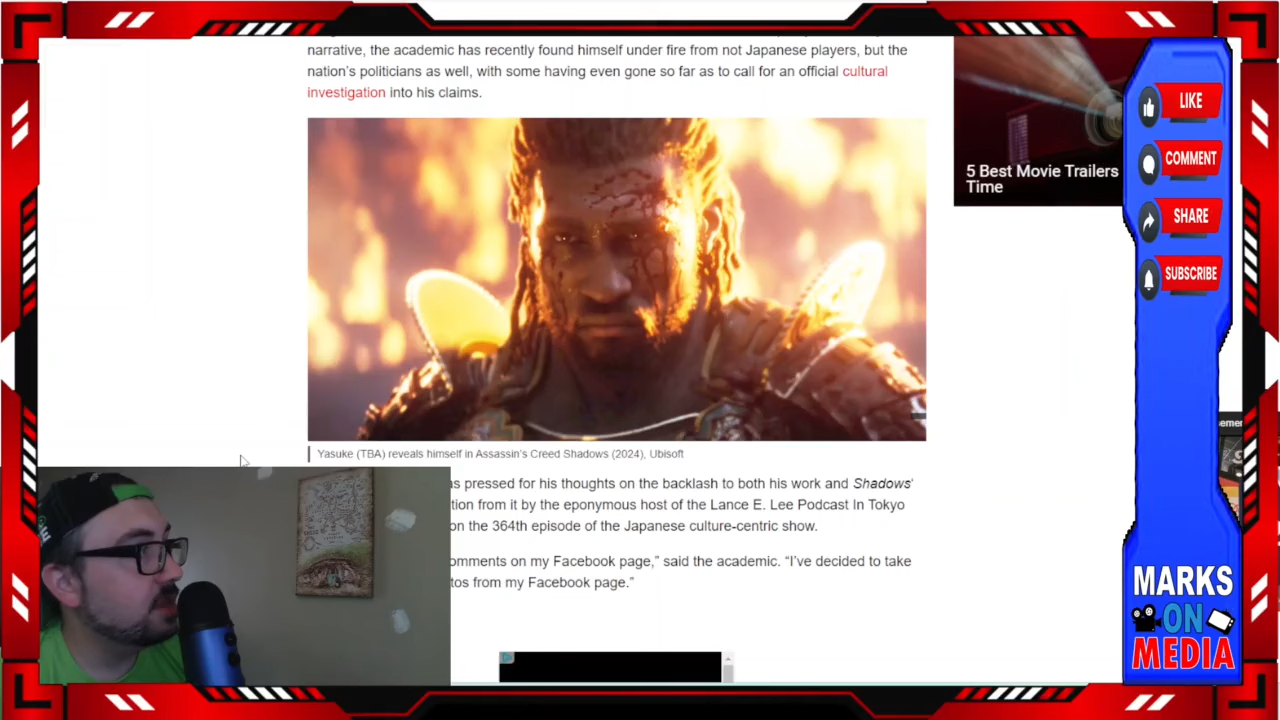 narrative, the academic has recently found himself under fire from not Japanese players, but the
nation's politicians as well, with some having even gone so far as to call for an official cultural
investigation into his claims.
5 Best Movie Trailers
Time
LIKE
COMMENT
SHARE
SUBSCRIBE
Yasuke (TBA) reveals himself in Assassin's Creed Shadows (2024), Ubisoft
as pressed for his thoughts on the backlash to both his work and Shadows'
tion from it by the eponymous host of the Lance E. Lee Podcast In Tokyo
on the 364th episode of the Japanese culture-centric show.
omments on my Facebook page," said the academic. "I've decided to take
tos from my Facebook page."
MARKS
ON
MEDIA